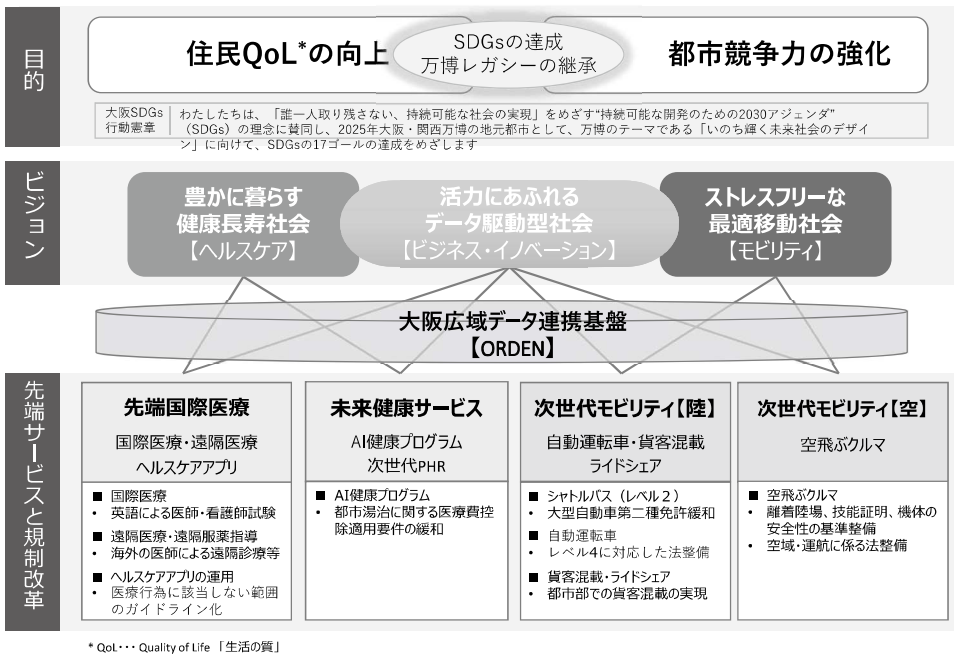 目的
住民QoL*の向上
SDGsの達成
万博レガシーの継承
都市競争力の強化
大阪SDGs
行動憲章
わたしたちは、「誰一人取り残さない、持続可能な社会の実現」をめざす“持続可能な開発のための2030アジェンダ”
（SDGs）の理念に賛同し、2025年大阪・関西万博の地元都市として、万博のテーマである「いのち輝く未来社会のデザイ
ン」に向けて、SDGsの17ゴールの達成をめざします
ビジョン
豊かに暮らす
健康長寿社会
【ヘルスケア】
活力にあふれる
データ駆動型社会
【ビジネス・イノベーション】
ストレスフリーな
最適移動社会
【モビリティ】
大阪広域データ連携基盤
【ORDEN】
先端サービスと規制改革
先端国際医療
国際医療・遠隔医療
ヘルスケアアプリ
■ 国際医療
• 英語による医師・看護師試験
■ 遠隔医療・遠隔服薬指導
• 海外の医師による遠隔診療等
■ ヘルスケアアプリの運用
• 医療行為に該当しない範囲
のガイドライン化
未来健康サービス
AI健康プログラム
次世代PHR
■ AI健康プログラム
• 都市湯治に関する医療費控
除適用要件の緩和
次世代モビリティ【陸】
自動運転車・貨客混載
ライドシェア
■ シャトルバス（レベル２）
• 大型自動車第二種免許緩和
■ 自動運転車
• レベル4に対応した法整備
■ 貨客混載・ライドシェア
• 都市部での貨客混載の実現
次世代モビリティ【空】
空飛ぶクルマ
■ 空飛ぶクルマ
• 離着陸場、技能証明、機体の
安全性の基準整備
• 空域・運航に係る法整備
* QoL・・・ Quality of Life 「生活の質」